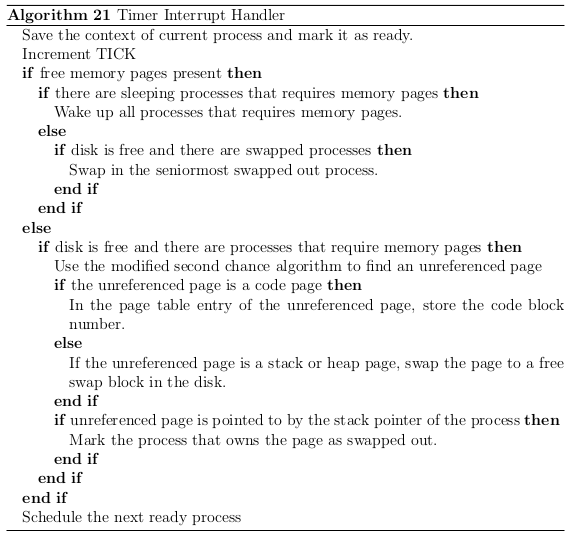 Algorithm 21 Timer Interrupt Handler
Save the context of current process and mark it as ready.
Increment TICK
if free memory pages present then
if there are sleeping processes that requires memory pages then
Wake up all processes that requires memory pages.
else
if disk is free and there are swapped processes then
Swap in the seniormost swapped out process.
end if
end if
else
if disk is free and there are processes that require memory pages then
Use the modified second chance algorithm to find an unreferenced page
if the unreferenced page is a code page then
In the page table entry of the unreferenced page, store the code block
number.
else
If the unreferenced page is a stack or heap page, swap the page to a free
swap block in the disk.
end if
if unreferenced page is pointed to by the stack pointer of the process then
Mark the process that owns the page as swapped out.
end if
end if
end if
Schedule the next ready process